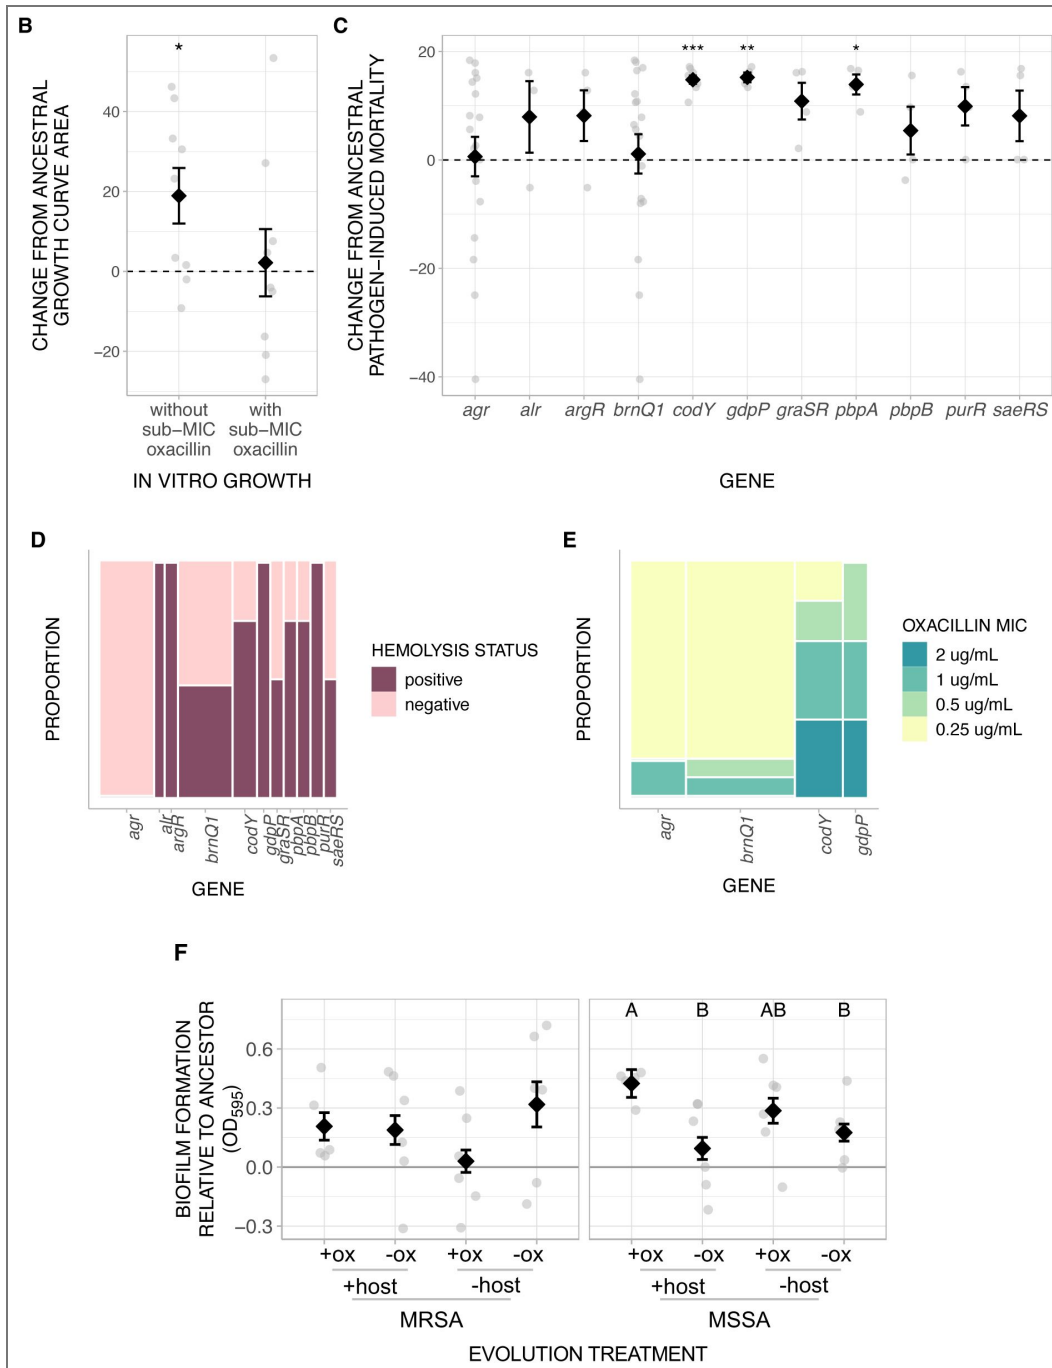 B
CHANGE FROM ANCESTRAL
GROWTH CURVE AREA
40
20
0
−20
*
without
sub−MIC
oxacillin
with
sub−MIC
oxacillin
IN VITRO GROWTH
C
CHANGE FROM ANCESTRAL
PATHOGEN−INDUCED MORTALITY
20
0
−20
−40
*** ** *
agr alr argR brnQ1 codY gdpP graSR pbpA pbpB purR saeRS
GENE
D
PROPORTION
agr alr argR brnQ1 codY gdpP graSR pbpA pbpB purR saeRS
GENE
HEMOLYSIS STATUS
positive
negative
E
PROPORTION
agr brnQ1 codY gdpP
GENE
OXACILLIN MIC
2 ug/mL
1 ug/mL
0.5 ug/mL
0.25 ug/mL
F
BIOFILM FORMATION
RELATIVE TO ANCESTOR
(OD595)
0.6
0.3
0.0
−0.3
A B AB B
+ox -ox +ox -ox +ox -ox +ox -ox
+host -host +host -host
MRSA MSSA
EVOLUTION TREATMENT